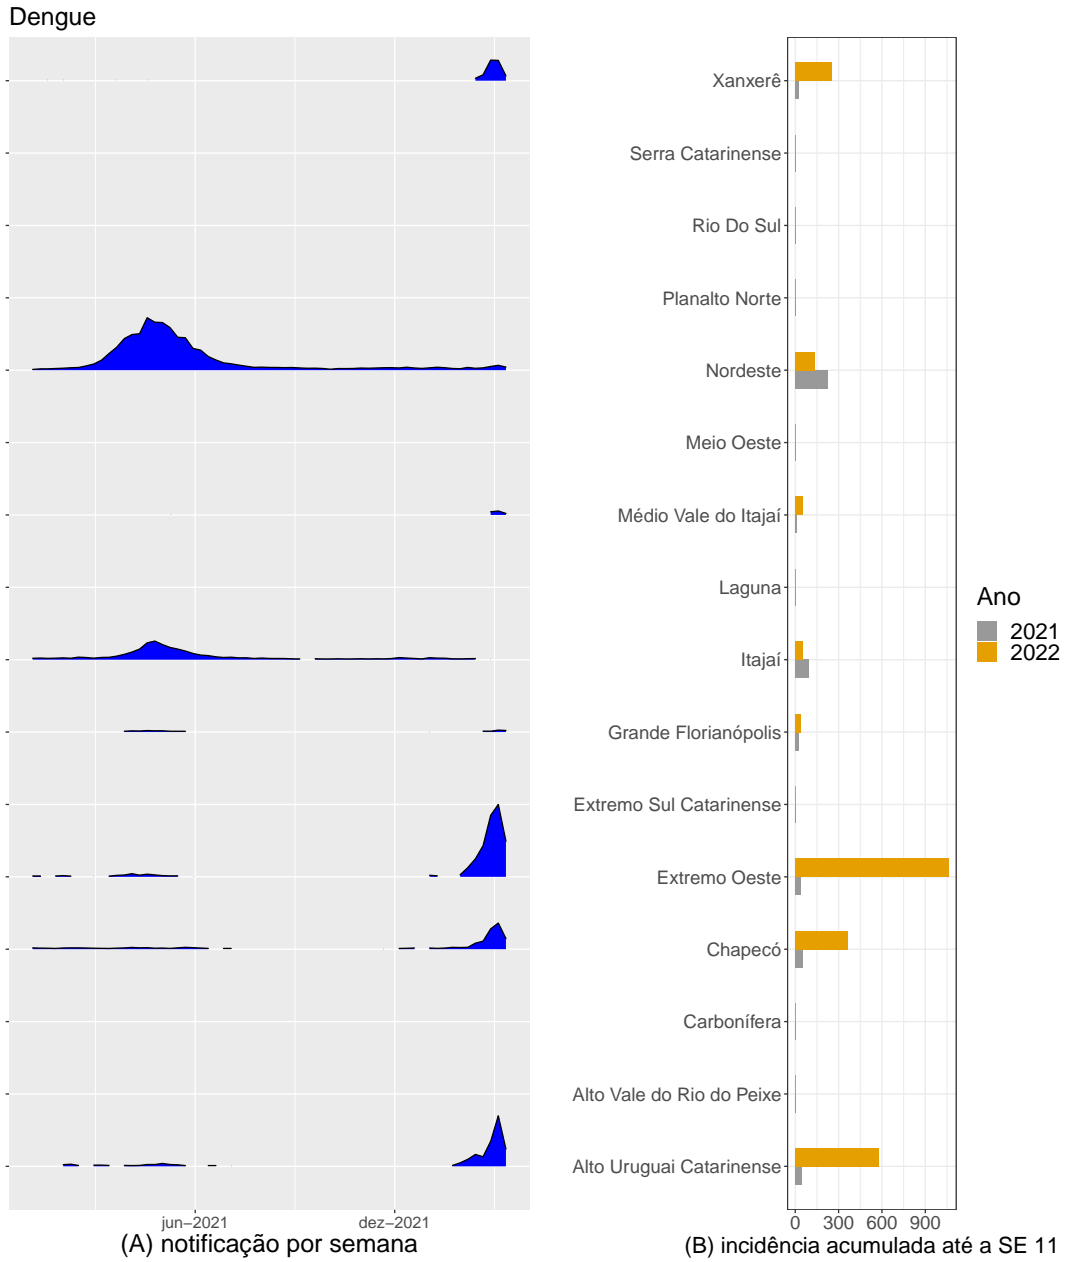 Dengue
Xanxerê
Serra Catarinense
Rio Do Sul
Planalto Norte
Nordeste
Meio Oeste
Médio Vale do Itajaí
Laguna
Itajaí
Grande Florianópolis
Extremo Sul Catarinense
Extremo Oeste
Chapecó
Carbonífera
Alto Vale do Rio do Peixe
Alto Uruguai Catarinense
Ano
2021
2022
jun−2021 dez−2021
0 300 600 900
(A) notificação por semana
(B) incidência acumulada até a SE 11